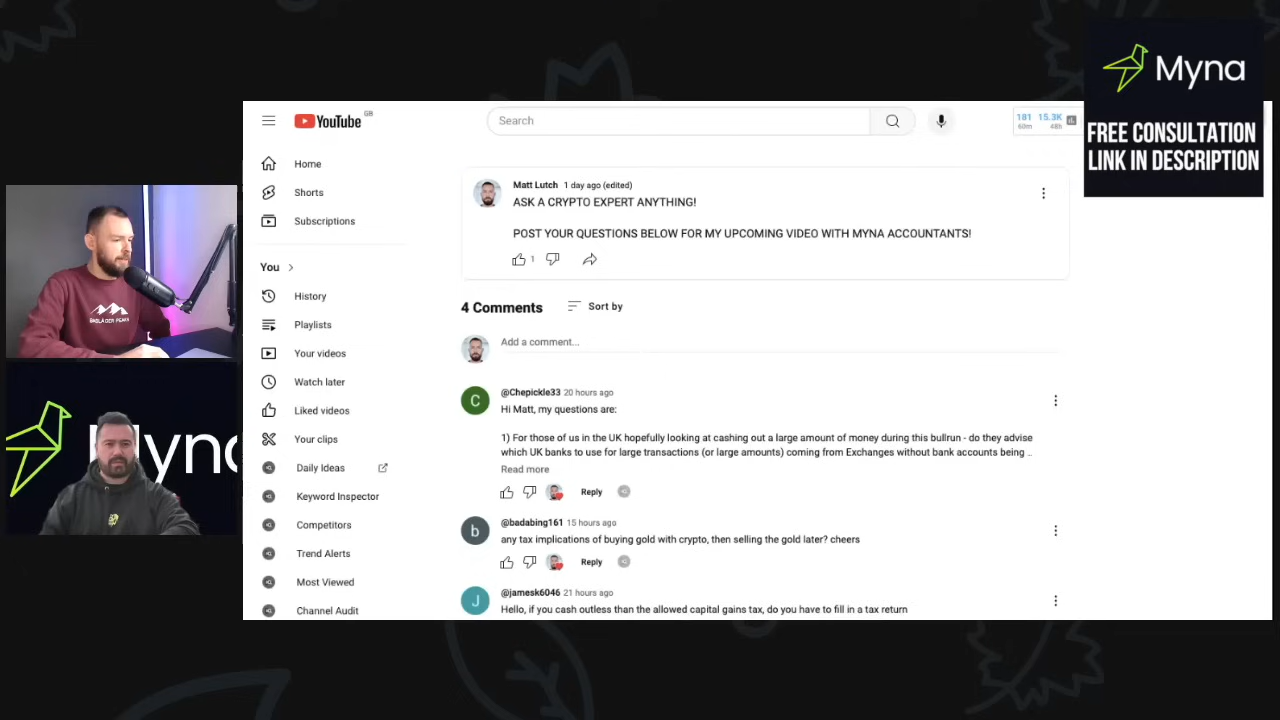 Myna
FREE CONSULTATION
LINK IN DESCRIPTION
YouTube GB
Search
181 15.3K
60m 48h
Home
Shorts
Subscriptions
You
History
Playlists
Your videos
Watch later
Liked videos
Your clips
Daily Ideas
Keyword Inspector
Competitors
Trend Alerts
Most Viewed
Channel Audit
Matt Lutch 1 day ago (edited)
ASK A CRYPTO EXPERT ANYTHING!
POST YOUR QUESTIONS BELOW FOR MY UPCOMING VIDEO WITH MYNA ACCOUNTANTS!
1
4 Comments Sort by
Add a comment...
C
@Chepickle33 20 hours ago
Hi Matt, my questions are:
1) For those of us in the UK hopefully looking at cashing out a large amount of money during this bullrun - do they advise
which UK banks to use for large transactions (or large amounts) coming from Exchanges without bank accounts being ..
Read more
Reply
b
@badabing161 15 hours ago
any tax implications of buying gold with crypto, then selling the gold later? cheers
Reply
J
@jamesk6046 21 hours ago
Hello, if you cash outless than the allowed capital gains tax, do you have to fill in a tax return
Myna